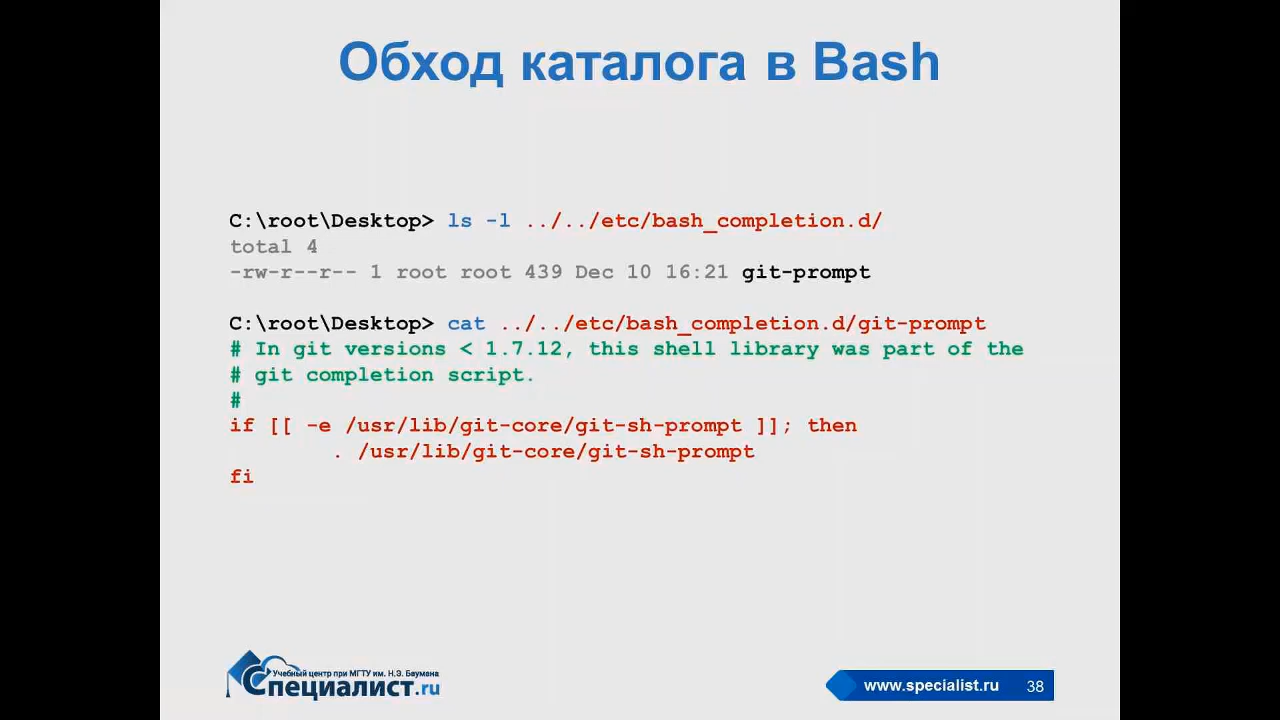 Обход каталога в Bash
C:\root\Desktop> ls -l ../../etc/bash_completion.d/
total 4
-rw-r--r-- 1 root root 439 Dec 10 16:21 git-prompt
C:\root\Desktop> cat ../../etc/bash_completion.d/git-prompt
# In git versions < 1.7.12, this shell library was part of the
# git completion script.
#
if [[ -e /usr/lib/git-core/git-sh-prompt ]]; then
        . /usr/lib/git-core/git-sh-prompt
fi
Учебный центр при МГТУ им. Н.Э. Баумана
Специалист.ru
www.specialist.ru 38